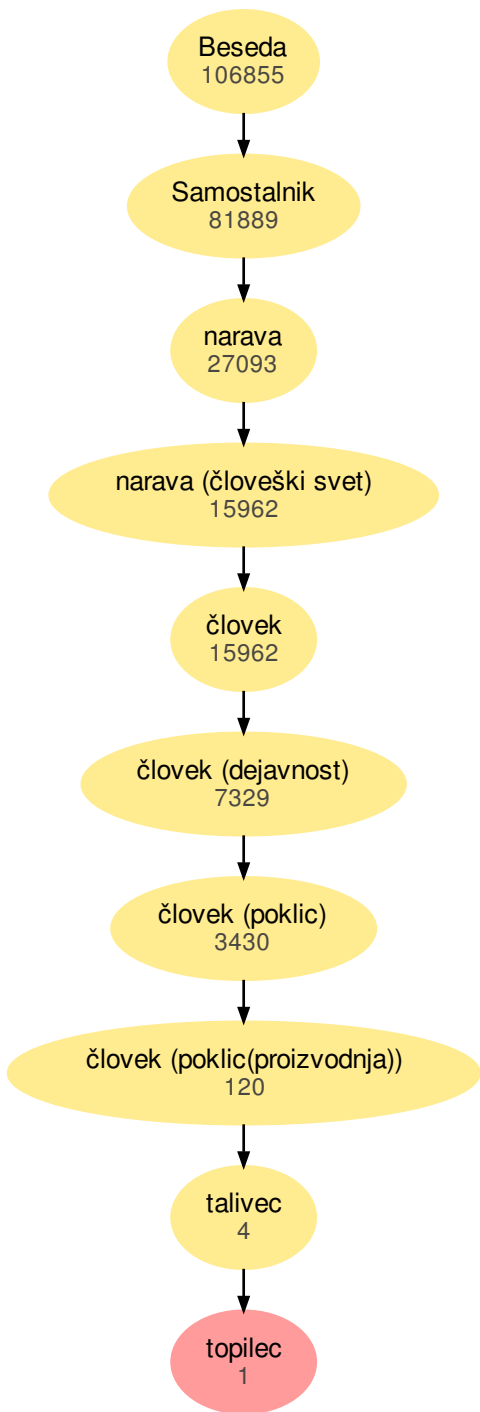 Beseda
106855
Samostalnik
81889
narava
27093
narava (človeški svet)
15962
človek
15962
človek (dejavnost)
7329
človek (poklic)
3430
človek (poklic(proizvodnja))
120
talivec
4
topilec
1